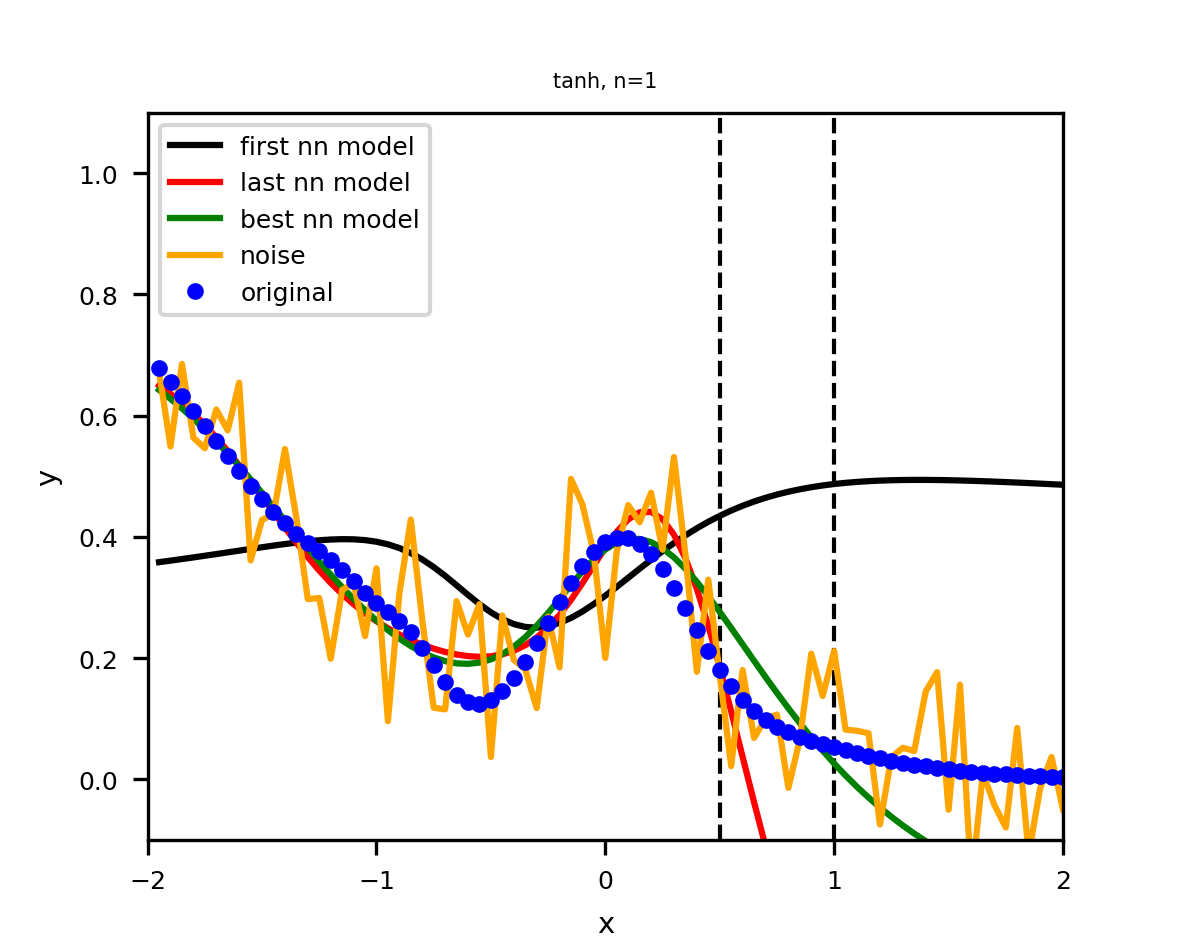 tanh, n=1
first nn model
last nn model
best nn model
noise
original
1.0
0.8
0.6
0.4
0.2
0.0
y
−2
−1
0
1
2
x